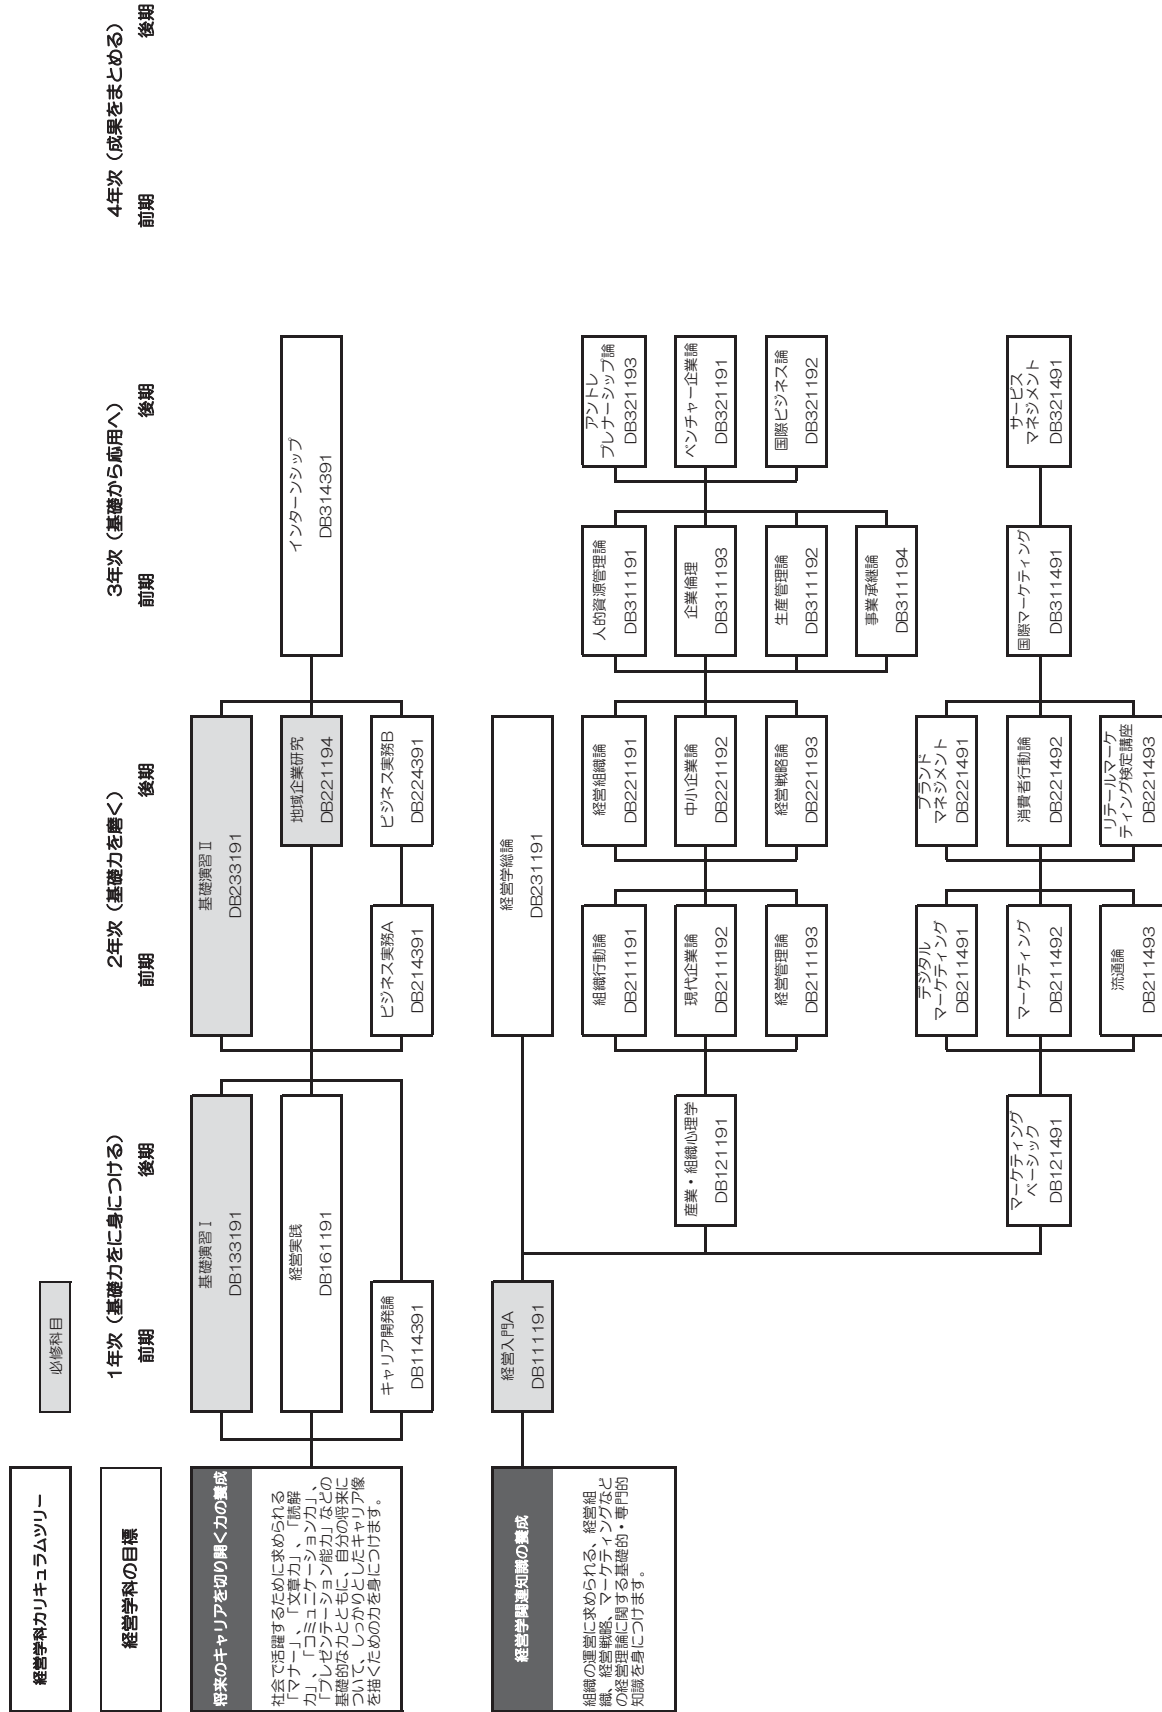 経営学科カリキュラムツリー
必修科目
経営学科の目標
1年次（基礎力をに身につける）
前期
後期
2年次（基礎力を磨く）
前期
後期
3年次（基礎から応用へ）
前期
後期
4年次（成果をまとめる）
前期
後期
将来のキャリアを切り開く力の養成
社会で活躍するために求められる
「マナー」、「文章力」、「読解
力」、「コミュニケーション力」、
「プレゼンテーション能力」などの
基礎的な力とともに、自分の将来に
ついて、しっかりとしたキャリア像
を描くための力を身につけます。
基礎演習Ⅰ
DB133191
経営実践
DB161191
キャリア開発論
DB114391
基礎演習Ⅱ
DB233191
地域企業研究
DB221194
ビジネス実務A
DB214391
ビジネス実務B
DB224391
インターンシップ
DB314391
経営学関連知識の養成
組織の運営に求められる、経営組
織、経営戦略、マーケティングなど
の経営理論に関する基礎的・専門的
知識を身につけます。
経営入門A
DB111191
経営学総論
DB231191
産業・組織心理学
DB121191
組織行動論
DB211191
現代企業論
DB211192
経営管理論
DB211193
経営組織論
DB221191
中小企業論
DB221192
経営戦略論
DB221193
人的資源管理論
DB311191
企業倫理
DB311193
生産管理論
DB311192
事業承継論
DB311194
アントレ
プレナーシップ論
DB321193
ベンチャー企業論
DB321191
国際ビジネス論
DB321192
マーケティング
ベーシック
DB121491
デジタル
マーケティング
DB211491
マーケティング
DB211492
流通論
DB211493
ブランド
マネジメント
DB221491
消費者行動論
DB221492
リテールマーケ
ティング検定講座
DB221493
国際マーケティング
DB311491
サービス
マネジメント
DB321491